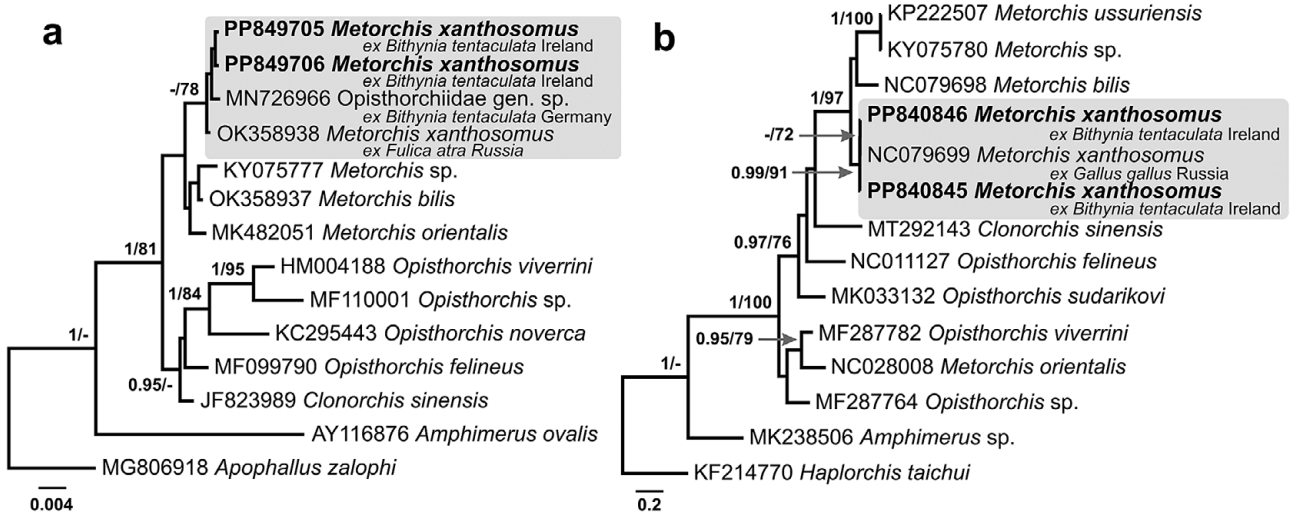 a
PP849705 Metorchis xanthosomus
ex Bithynia tentaculata Ireland
PP849706 Metorchis xanthosomus
ex Bithynia tentaculata Ireland
-/78
MN726966 Opisthorchiidae gen. sp.
ex Bithynia tentaculata Germany
OK358938 Metorchis xanthosomus
ex Fulica atra Russia
KY075777 Metorchis sp.
OK358937 Metorchis bilis
MK482051 Metorchis orientalis
1/81
1/95
HM004188 Opisthorchis viverrini
1/84
MF110001 Opisthorchis sp.
KC295443 Opisthorchis noverca
1/-
MF099790 Opisthorchis felineus
0.95/-
JF823989 Clonorchis sinensis
AY116876 Amphimerus ovalis
MG806918 Apophallus zalophi
0.004
b
1/100
KP222507 Metorchis ussuriensis
KY075780 Metorchis sp.
NC079698 Metorchis bilis
1/97
PP840846 Metorchis xanthosomus
ex Bithynia tentaculata Ireland
-/72
NC079699 Metorchis xanthosomus
ex Gallus gallus Russia
0.99/91
PP840845 Metorchis xanthosomus
ex Bithynia tentaculata Ireland
MT292143 Clonorchis sinensis
0.97/76
NC011127 Opisthorchis felineus
MK033132 Opisthorchis sudarikovi
1/100
MF287782 Opisthorchis viverrini
0.95/79
NC028008 Metorchis orientalis
1/-
MF287764 Opisthorchis sp.
MK238506 Amphimerus sp.
KF214770 Haplorchis taichui
0.2